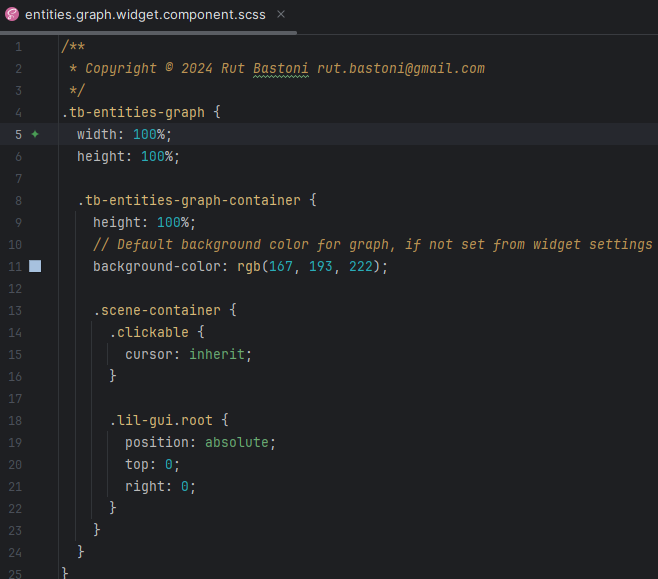 entities.graph.widget.component.scss ×
1 /**
2  * Copyright © 2024 Rut Bastoni rut.bastoni@gmail.com
3  */
4 .tb-entities-graph {
5   width: 100%;
6   height: 100%;
7
8   .tb-entities-graph-container {
9     height: 100%;
10     // Default background color for graph, if not set from widget settings
11     background-color: rgb(167, 193, 222);
12
13     .scene-container {
14       .clickable {
15         cursor: inherit;
16       }
17
18       .lil-gui.root {
19         position: absolute;
20         top: 0;
21         right: 0;
22       }
23     }
24   }
25 }